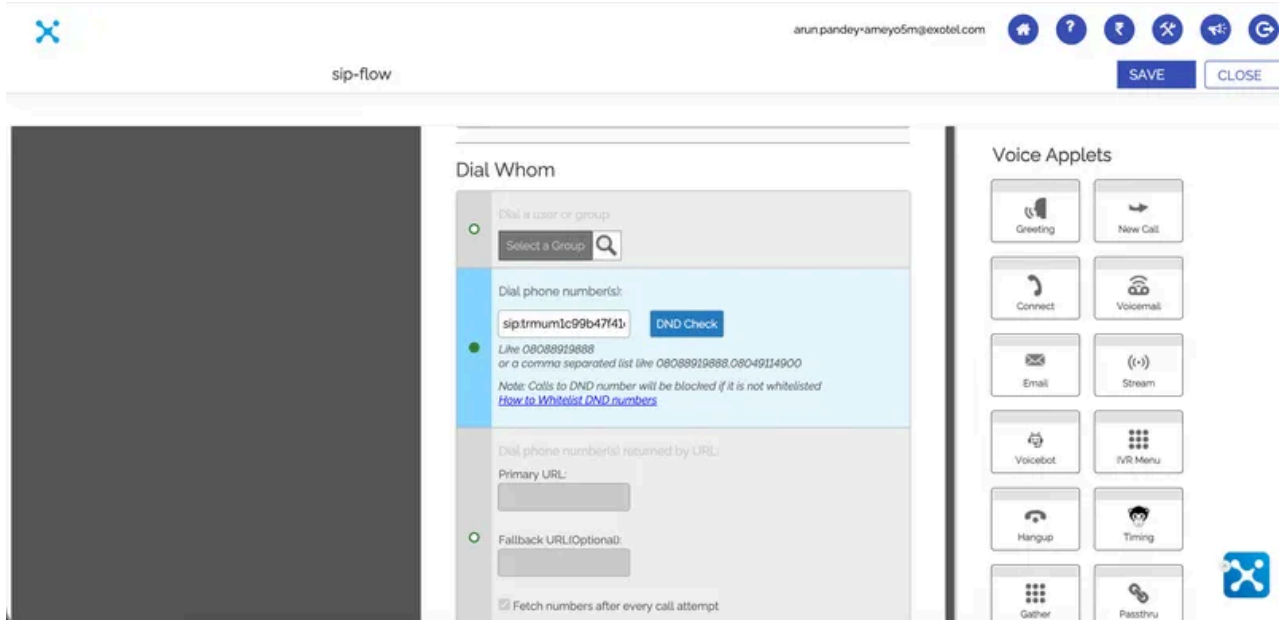 arun.pandey+ameyo5m@exotel.com
?
₹
sip-flow
SAVE
CLOSE
Dial Whom
Dial a user or group
Select a Group
Dial phone number(s):
sip:trmum1c99b47f41
DND Check
Like 08088919888
or a comma separated list like 08088919888,08049114900
Note: Calls to DND number will be blocked if it is not whitelisted
How to Whitelist DND numbers
Dial phone number(s) returned by URL:
Primary URL:
Fallback URL(Optional):
Fetch numbers after every call attempt
Voice Applets
Greeting
New Call
Connect
Voicemail
Email
Stream
Voicebot
IVR Menu
Hangup
Timing
Gather
Passthru